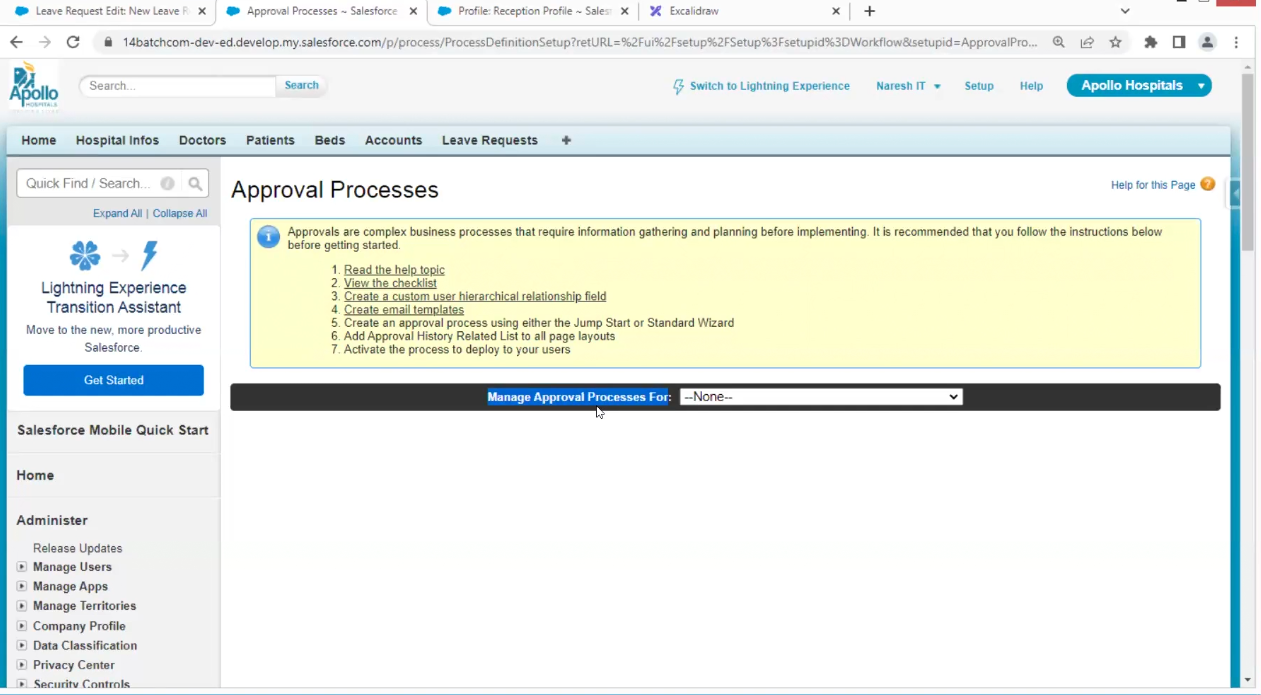 Leave Request Edit: New Leave R
Approval Processes ~ Salesforce
Profile: Reception Profile ~ Sales
Excalidraw
14batchcom-dev-ed.develop.my.salesforce.com/p/process/ProcessDefinitionSetup?retURL=%2Fui%2Fsetup%2FSetup%3Fsetupid%3DWorkflow&setupid=ApprovalPro...
Apollo
HOSPITALS
Search...
Search
Switch to Lightning Experience
Naresh IT
Setup
Help
Apollo Hospitals
Home
Hospital Infos
Doctors
Patients
Beds
Accounts
Leave Requests
Quick Find / Search...
Expand All | Collapse All
Lightning Experience
Transition Assistant
Move to the new, more productive
Salesforce.
Get Started
Salesforce Mobile Quick Start
Home
Administer
Release Updates
Manage Users
Manage Apps
Manage Territories
Company Profile
Data Classification
Privacy Center
Security Controls
Approval Processes
Help for this Page
Approvals are complex business processes that require information gathering and planning before implementing. It is recommended that you follow the instructions below
before getting started.
1. Read the help topic
2. View the checklist
3. Create a custom user hierarchical relationship field
4. Create email templates
5. Create an approval process using either the Jump Start or Standard Wizard
6. Add Approval History Related List to all page layouts
7. Activate the process to deploy to your users
Manage Approval Processes For: --None--